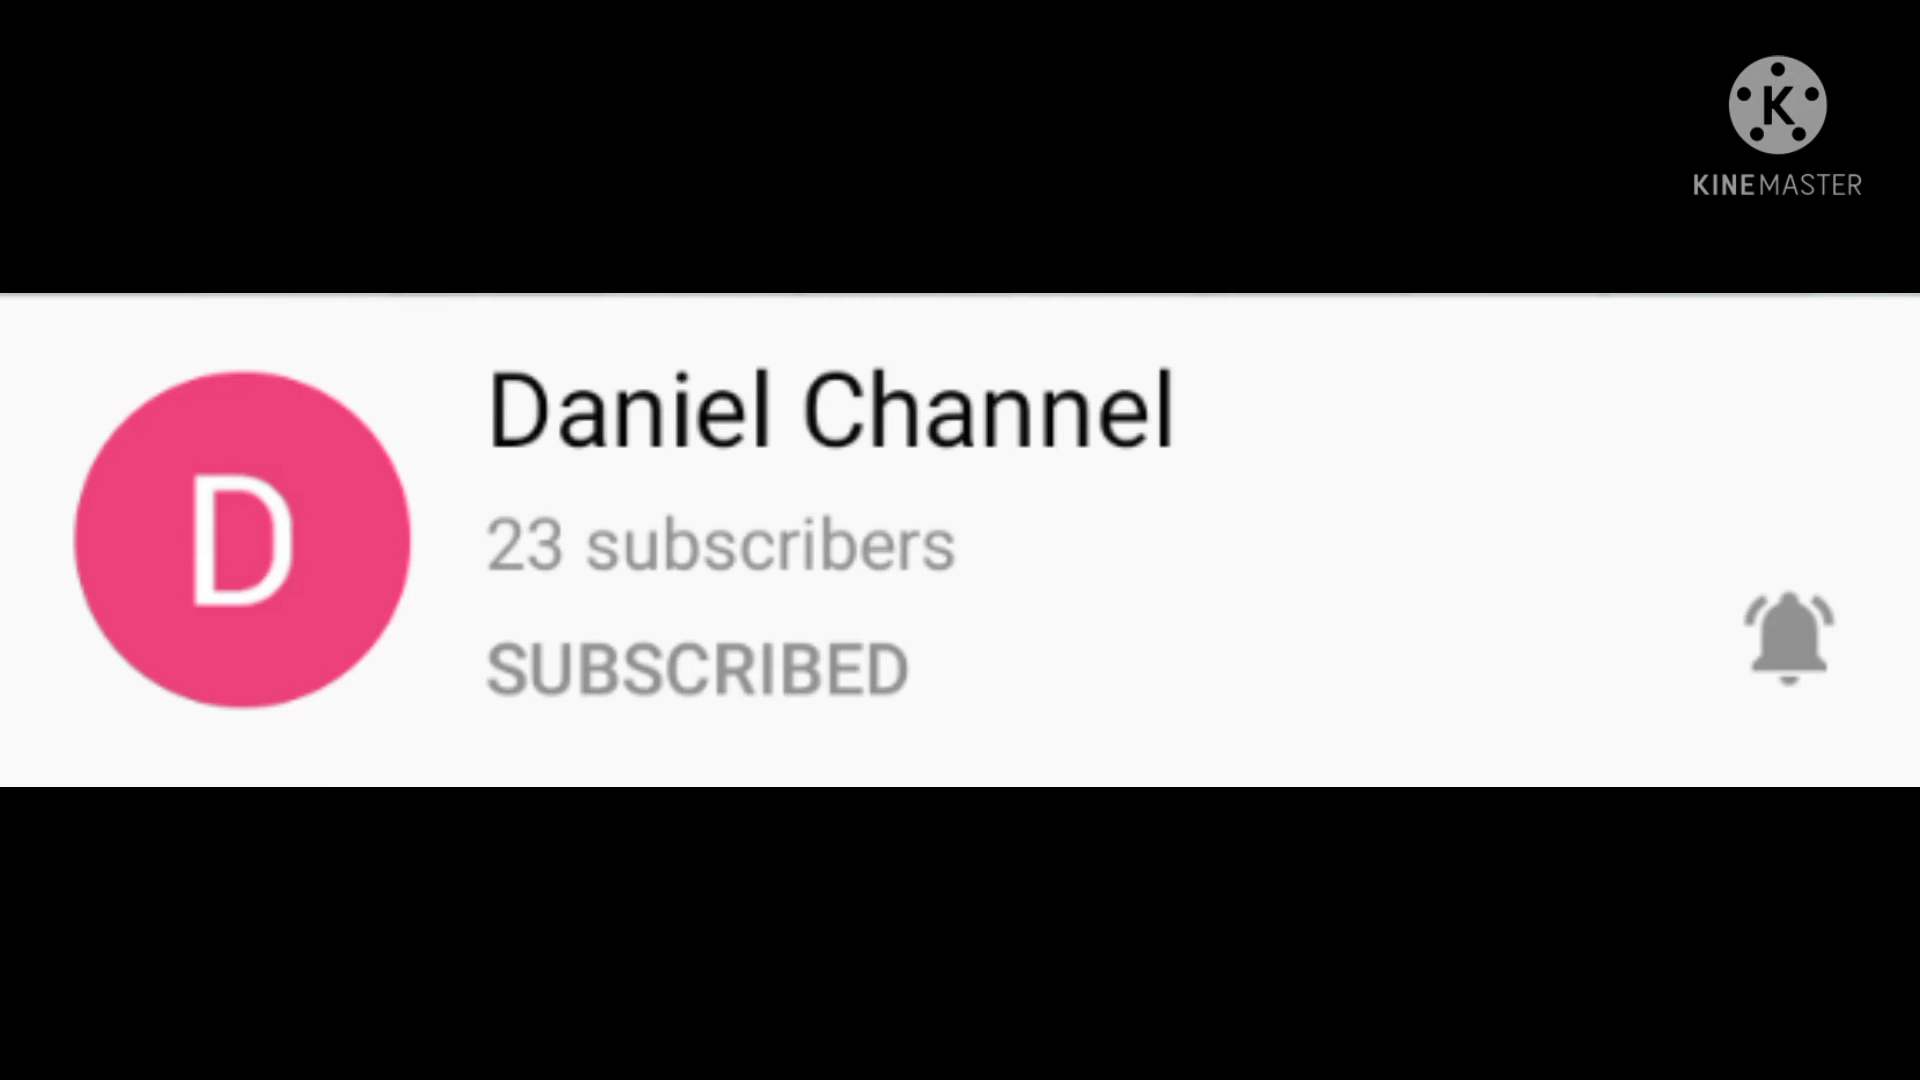 K
KINEMASTER
Daniel Channel
D
23 subscribers
SUBSCRIBED